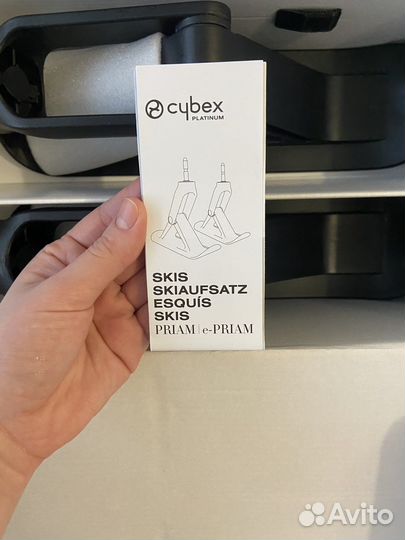 cybex
PLATINUM
SKIS
SKIAUFSATZ
ESQUÍS
SKIS
PRIAM | e-PRIAM
Avito